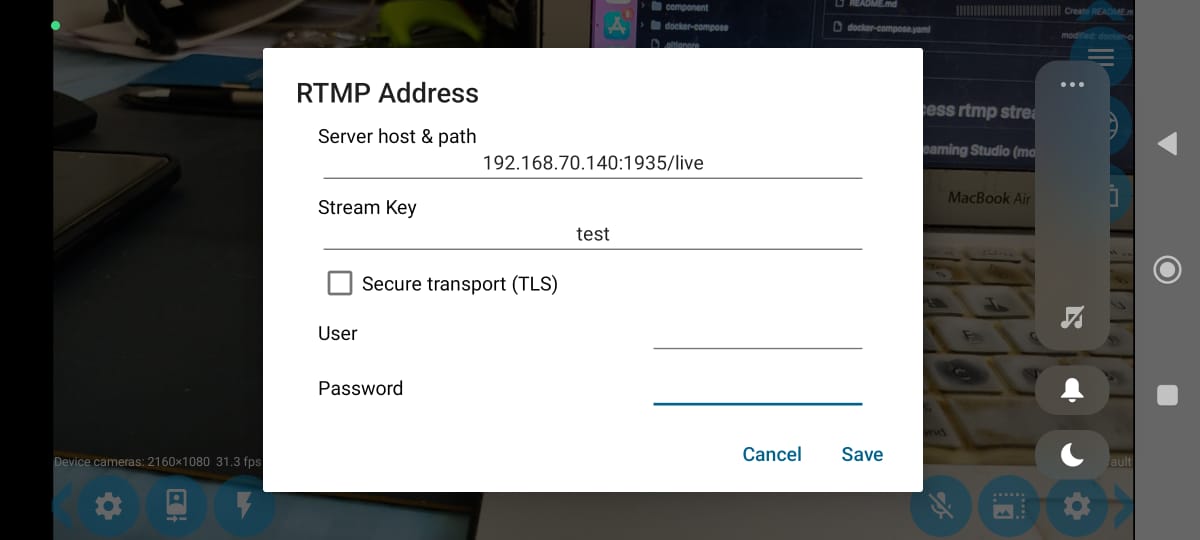 component
README.md
Create README.m
docker-compose
docker-compose.yaml
modified: docker-c
.gitignore
RTMP Address
Server host & path
192.168.70.140:1935/live
Stream Key
test
Secure transport (TLS)
User
Password
Cancel
Save
cess rtmp strea
eaming Studio (mo
MacBook Air
Device cameras: 2160×1080 31.3 fps
ault